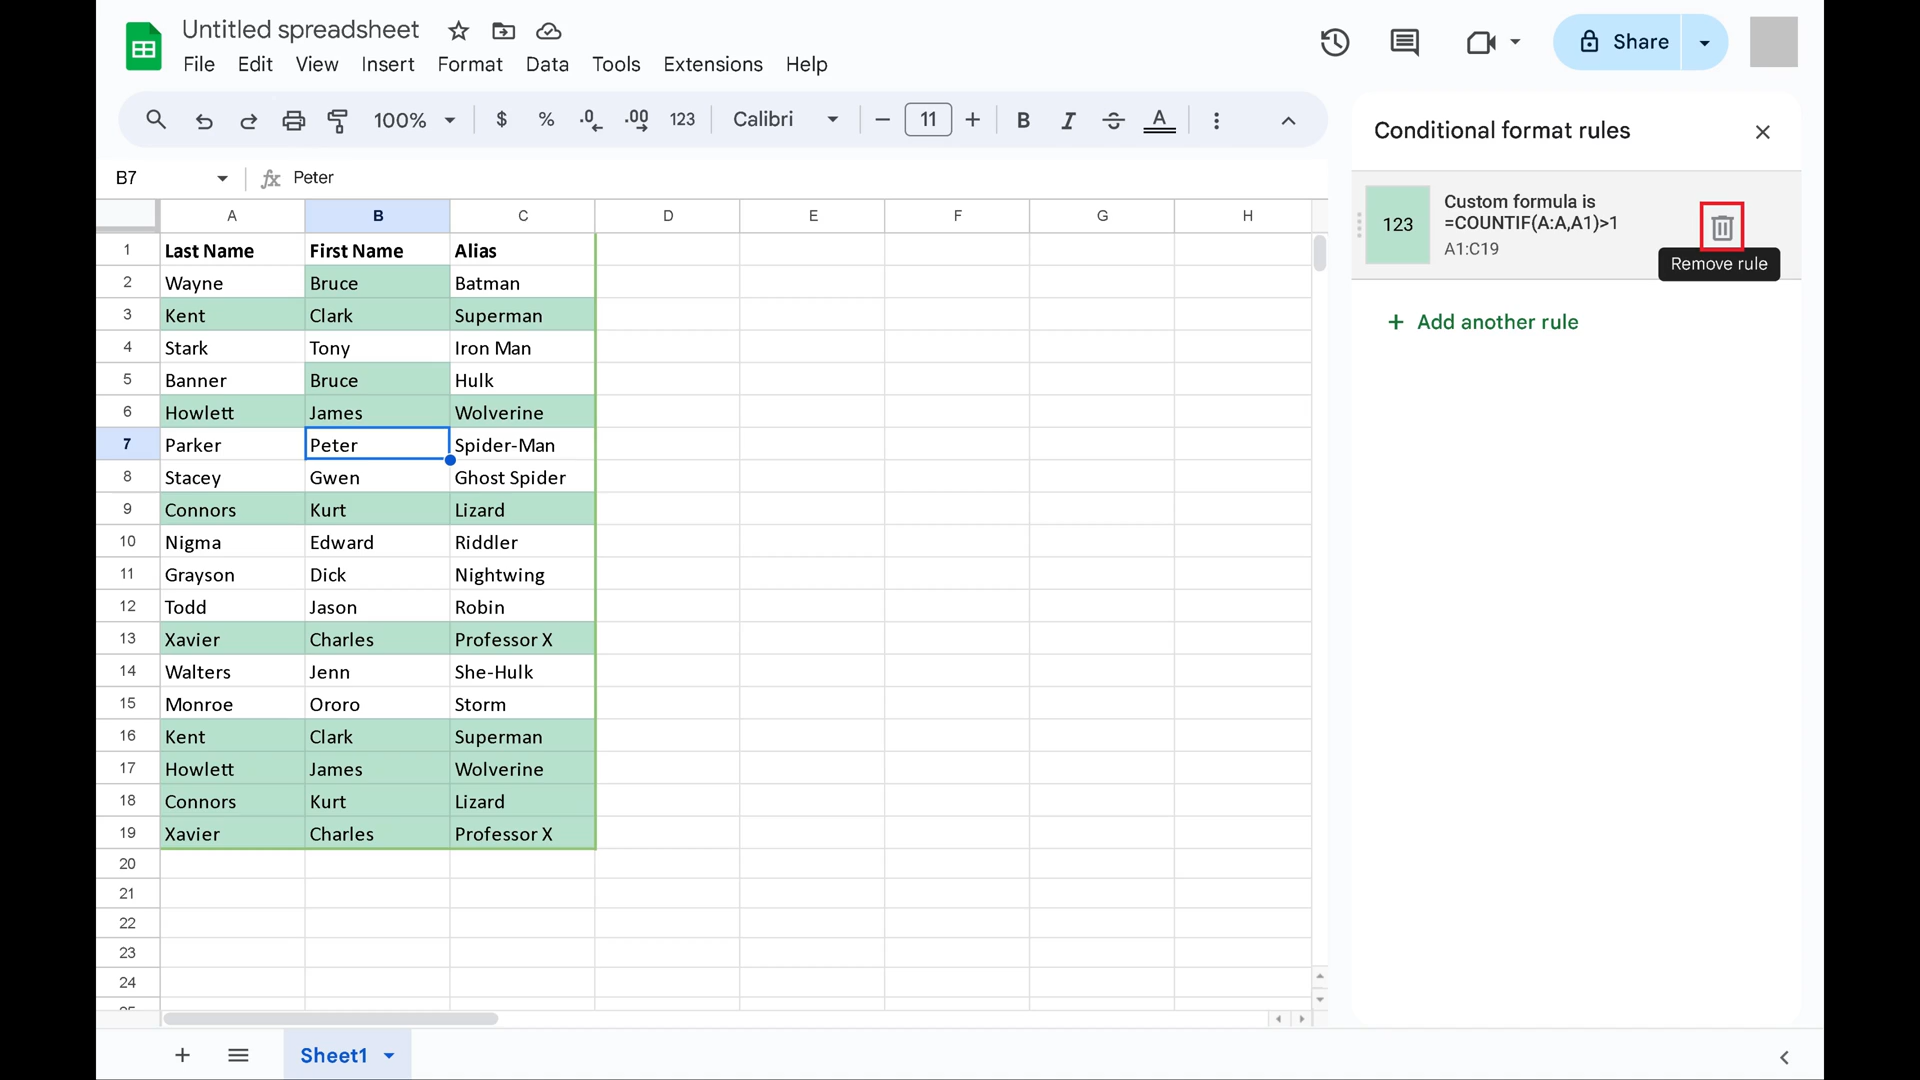 Untitled spreadsheet
File Edit View Insert Format Data Tools Extensions Help
Share
100% $ % .0 .00 123 Calibri 11 B I S A
B7 fx Peter
A B C D E F G H
1 Last Name First Name Alias
2 Wayne Bruce Batman
3 Kent Clark Superman
4 Stark Tony Iron Man
5 Banner Bruce Hulk
6 Howlett James Wolverine
7 Parker Peter Spider-Man
8 Stacey Gwen Ghost Spider
9 Connors Kurt Lizard
10 Nigma Edward Riddler
11 Grayson Dick Nightwing
12 Todd Jason Robin
13 Xavier Charles Professor X
14 Walters Jenn She-Hulk
15 Monroe Ororo Storm
16 Kent Clark Superman
17 Howlett James Wolverine
18 Connors Kurt Lizard
19 Xavier Charles Professor X
20
21
22
23
24
Sheet1
Conditional format rules
123
Custom formula is
=COUNTIF(A:A,A1)>1
A1:C19
Remove rule
+ Add another rule